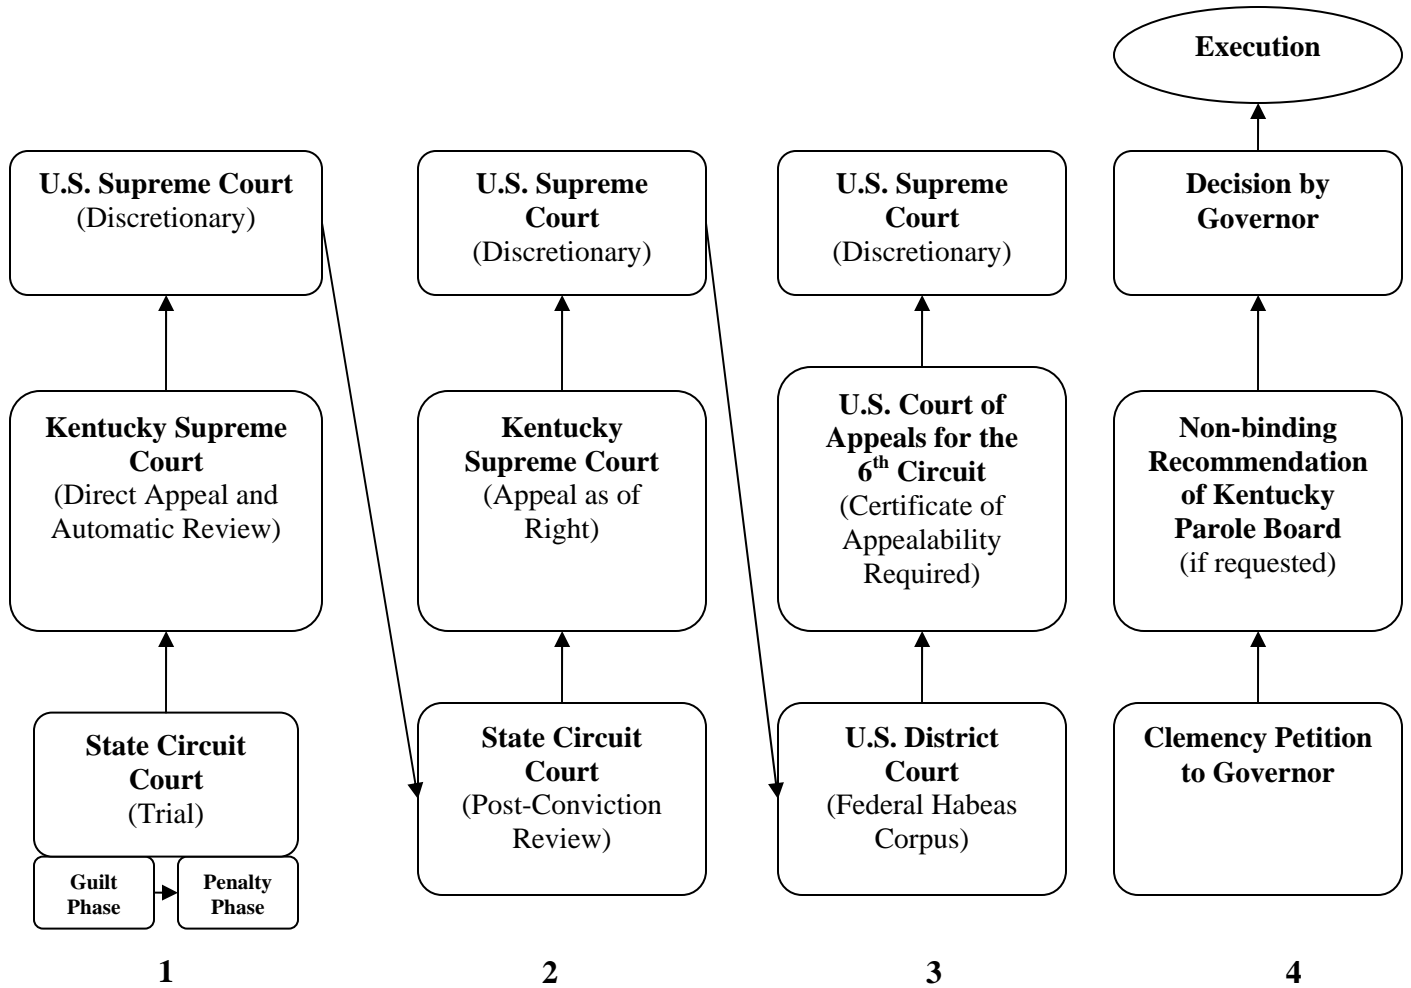 U.S. Supreme Court
(Discretionary)
Kentucky Supreme
Court
(Direct Appeal and
Automatic Review)
State Circuit
Court
(Trial)
Guilt
Phase
Penalty
Phase
1
U.S. Supreme
Court
(Discretionary)
Kentucky
Supreme Court
(Appeal as of
Right)
State Circuit
Court
(Post-Conviction
Review)
2
U.S. Supreme
Court
(Discretionary)
U.S. Court of
Appeals for the
6th Circuit
(Certificate of
Appealability
Required)
U.S. District
Court
(Federal Habeas
Corpus)
3
Execution
Decision by
Governor
Non-binding
Recommendation
of Kentucky
Parole Board
(if requested)
Clemency Petition
to Governor
4